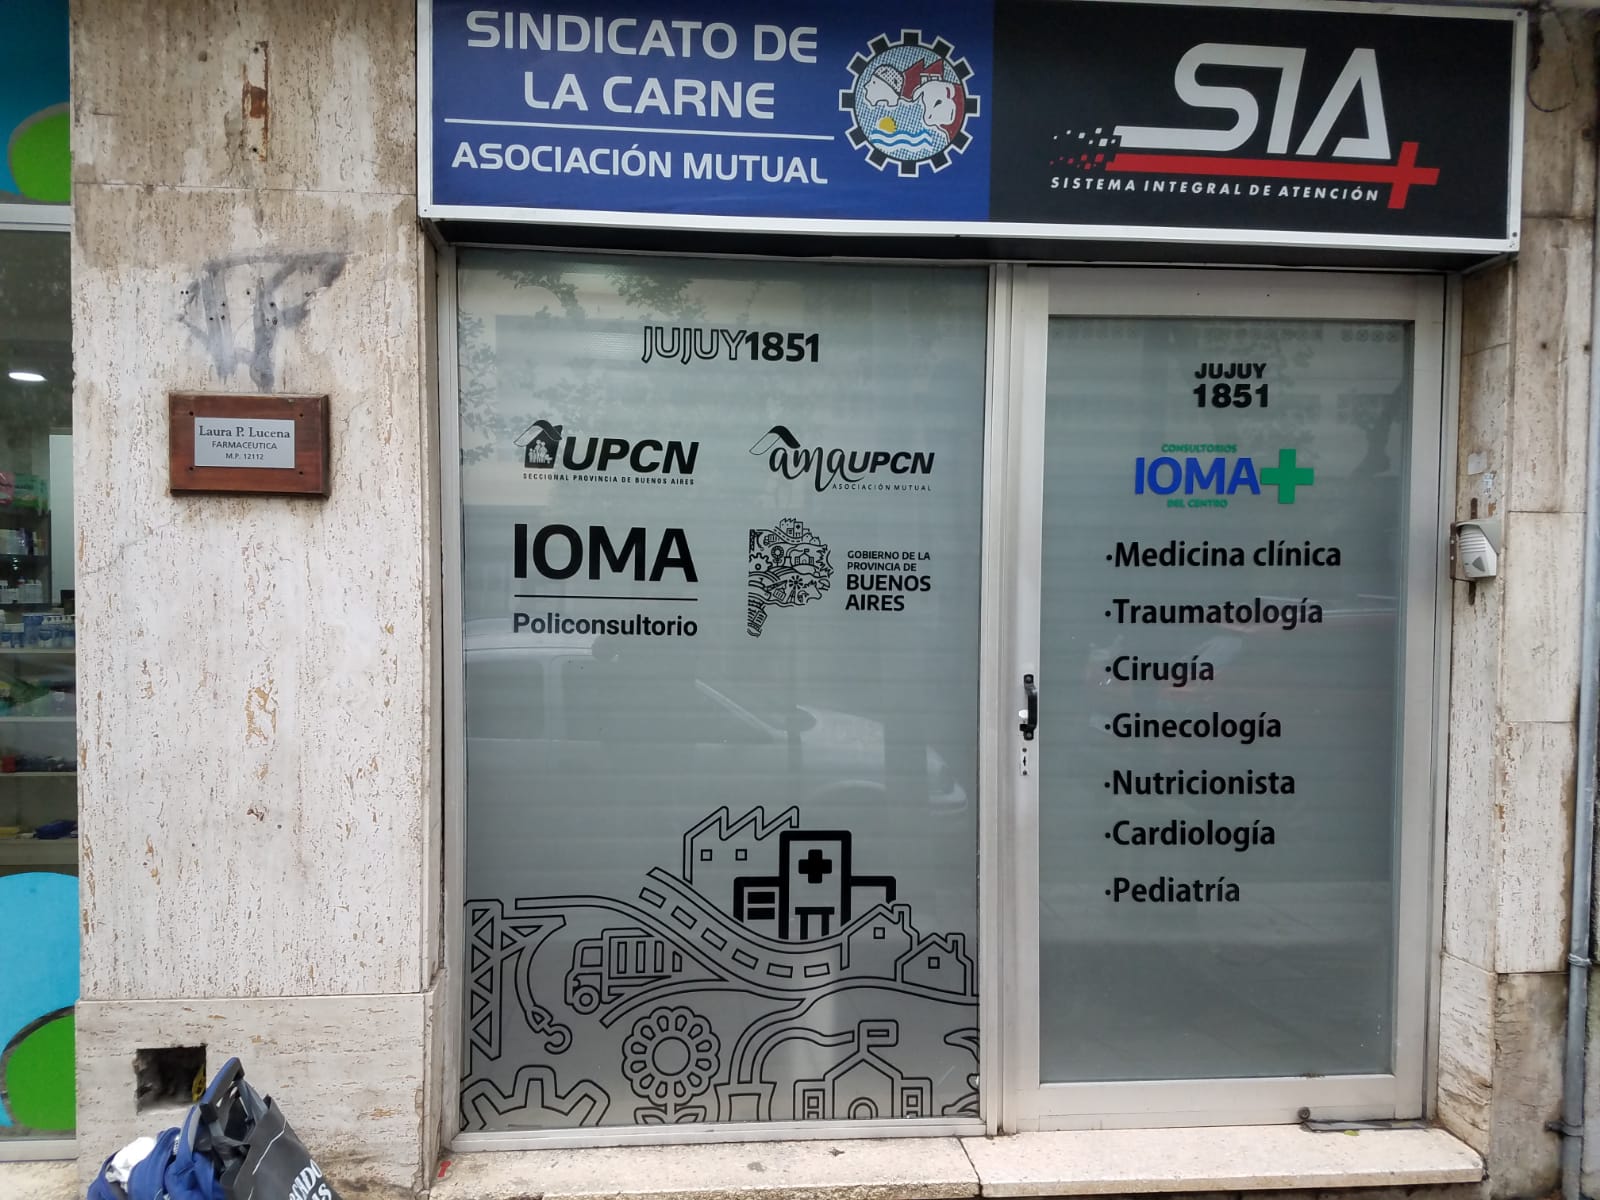 SINDICATO DE
LA CARNE
ASOCIACIÓN MUTUAL
SIA
SISTEMA INTEGRAL DE ATENCIÓN
Laura P. Lucena
FARMACÉUTICA
M.P. 12112
JUJUY1851
UPCN
SECCIONAL PROVINCIA DE BUENOS AIRES
amaUPCN
ASOCIACIÓN MUTUAL
IOMA
Policonsultorio
GOBIERNO DE LA
PROVINCIA DE
BUENOS
AIRES
JUJUY
1851
CONSULTORIOS
IOMA
DEL CENTRO
·Medicina clínica
·Traumatología
·Cirugía
·Ginecología
·Nutricionista
·Cardiología
·Pediatría